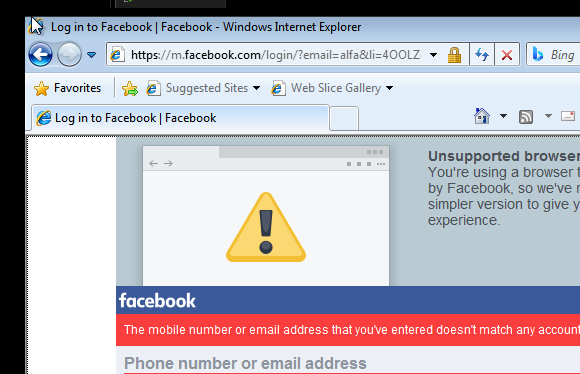 Log in to Facebook | Facebook - Windows Internet Explorer
https://m.facebook.com/login/?email=alfa&li=4OOLZ
Bing
Favorites
Suggested Sites
Web Slice Gallery
Log in to Facebook | Facebook
Unsupported browser
You're using a browser t
by Facebook, so we've r
simpler version to give y
experience.
facebook
The mobile number or email address that you've entered doesn't match any account
Phone number or email address